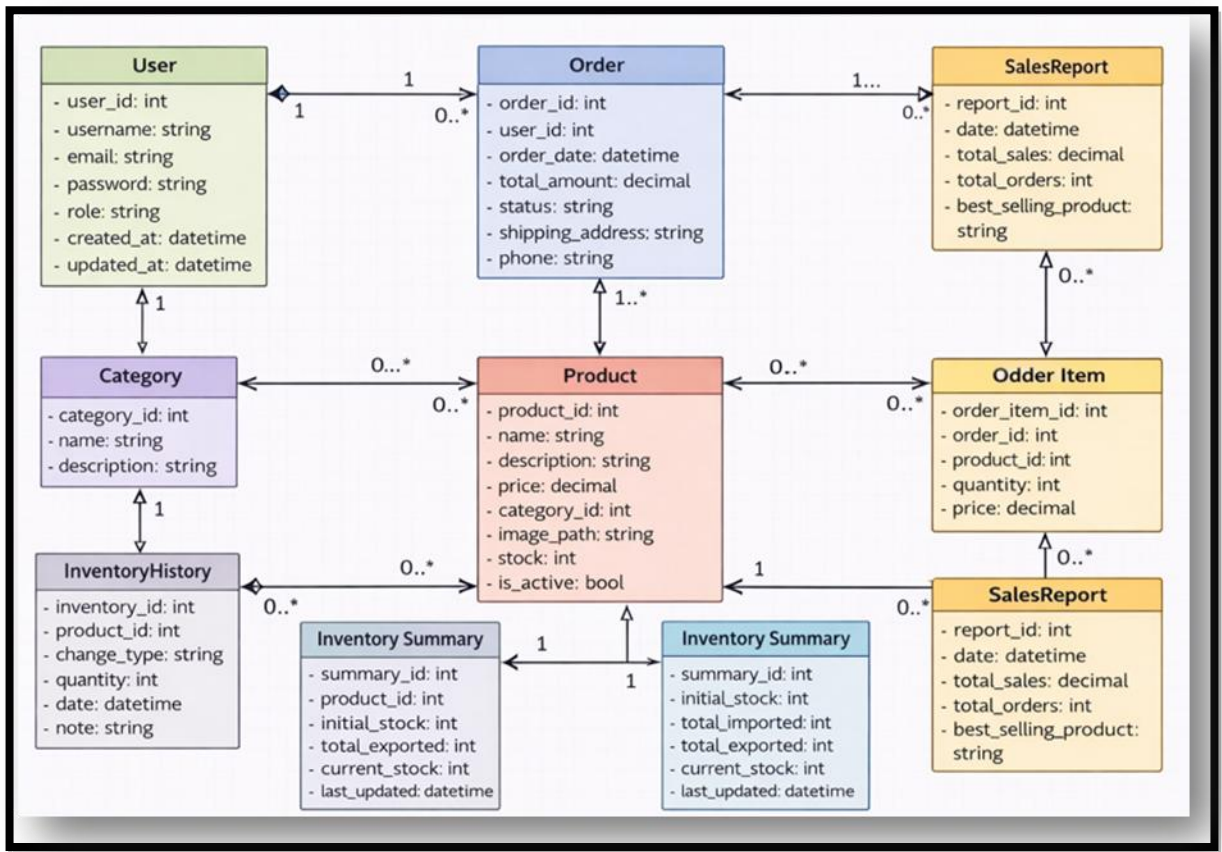 User
- user_id: int
- username: string
- email: string
- password: string
- role: string
- created_at: datetime
- updated_at: datetime
1
1
0..*
Order
- order_id: int
- user_id: int
- order_date: datetime
- total_amount: decimal
- status: string
- shipping_address: string
- phone: string
1...
0..*
SalesReport
- report_id: int
- date: datetime
- total_sales: decimal
- total_orders: int
- best_selling_product:
string
1
1..*
0..*
Category
- category_id: int
- name: string
- description: string
0...*
0..*
Product
- product_id: int
- name: string
- description: string
- price: decimal
- category_id: int
- image_path: string
- stock: int
- is_active: bool
0..*
0..*
Odder Item
- order_item_id: int
- order_id: int
- product_id: int
- quantity: int
- price: decimal
1
0..*
InventoryHistory
- inventory_id: int
- product_id: int
- change_type: string
- quantity: int
- date: datetime
- note: string
0..*
0..*
1
0..*
SalesReport
- report_id: int
- date: datetime
- total_sales: decimal
- total_orders: int
- best_selling_product:
string
Inventory Summary
- summary_id: int
- product_id: int
- initial_stock: int
- total_exported: int
- current_stock: int
- last_updated: datetime
1
1
Inventory Summary
- summary_id: int
- initial_stock: int
- total_imported: int
- total_exported: int
- current_stock: int
- last_updated: datetime